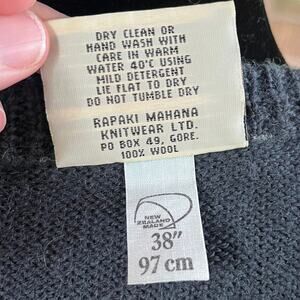 DRY CLEAN OR
HAND WASH WITH
CARE IN WARM
WATER 40°C USING
MILD DETERGENT
LIE FLAT TO DRY
DO NOT TUMBLE DRY
RAPAKI MAHANA
KNITWEAR LTD.
PO BOX 49, GORE.
100% WOOL
NEW
ZEALAND
MADE
38"
97 cm